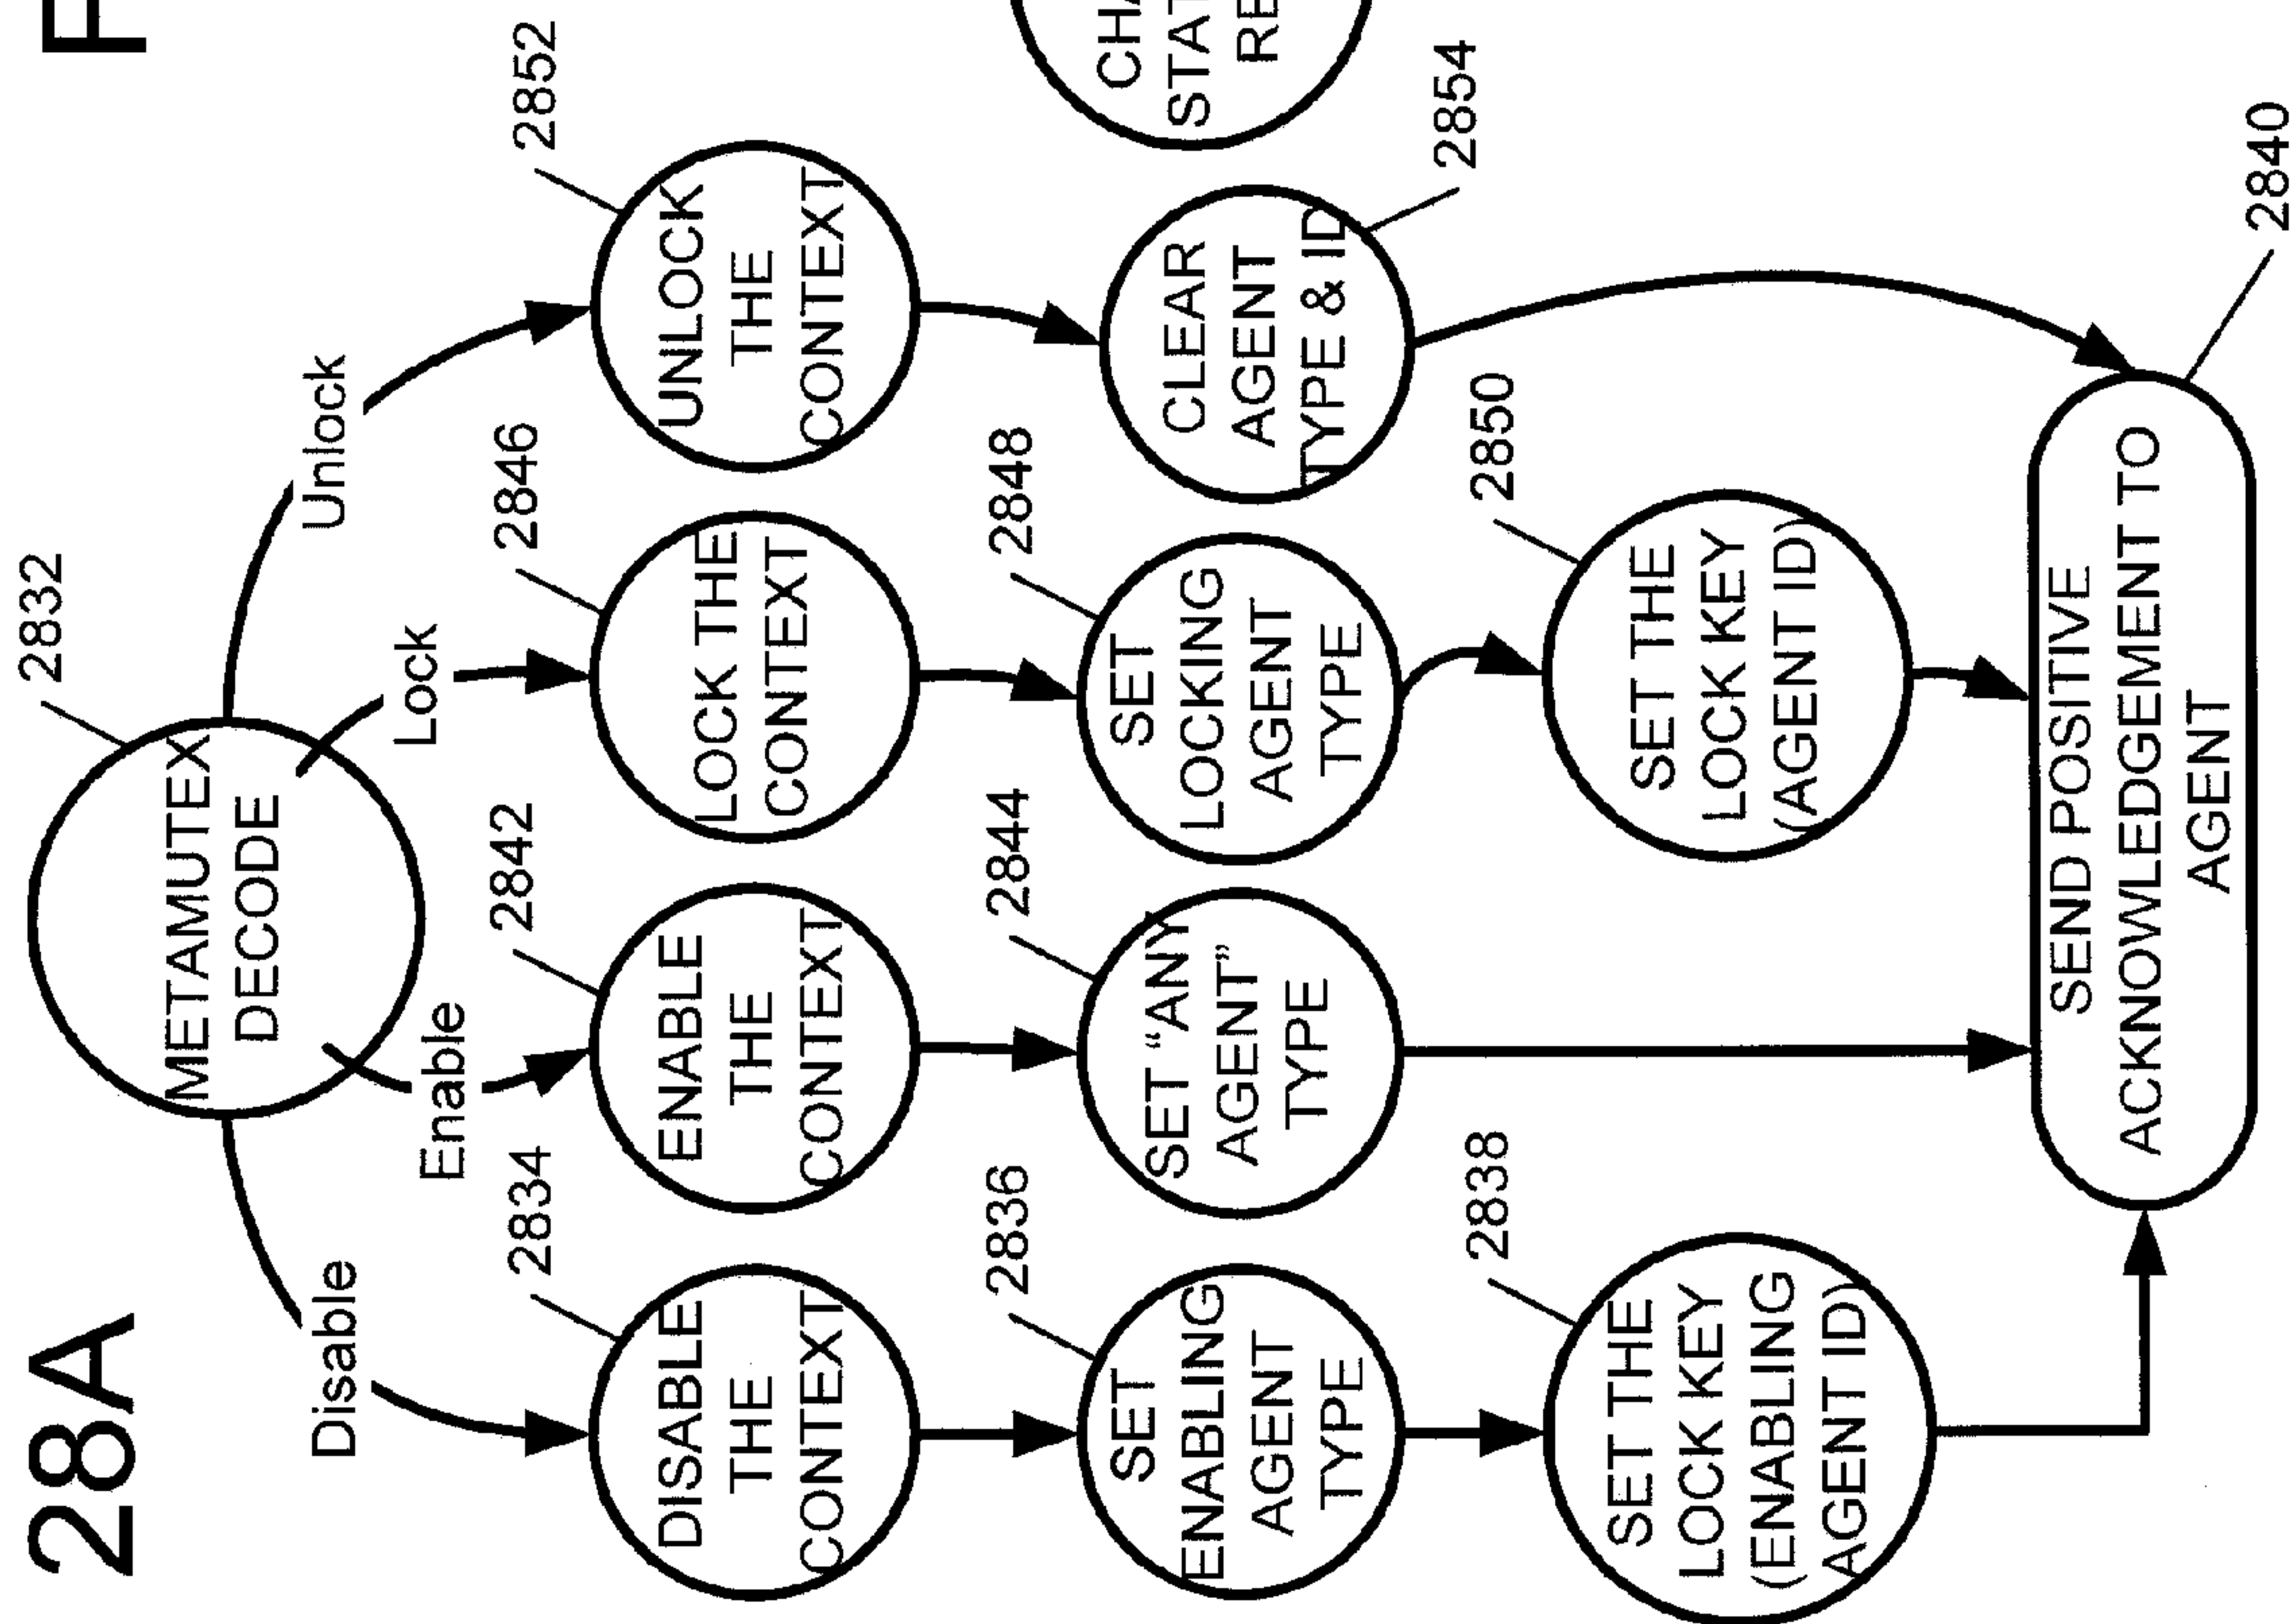 28A
F
2832
METAMUTEX
DECODE
Disable
Enable
Lock
Unlock
2834
DISABLE
THE
CONTEXT
2842
ENABLE
THE
CONTEXT
2846
LOCK THE
CONTEXT
2852
UNLOCK
THE
CONTEXT
2836
SET
ENABLING
AGENT
TYPE
2844
SET “ANY
AGENT”
TYPE
2848
SET
LOCKING
AGENT
TYPE
2854
CLEAR
AGENT
TYPE & ID
2838
SET THE
LOCK KEY
(ENABLING
AGENT ID)
2850
SET THE
LOCK KEY
(AGENT ID)
2840
SEND POSITIVE
ACKNOWLEDGEMENT TO
AGENT
CHA
STAT
RE